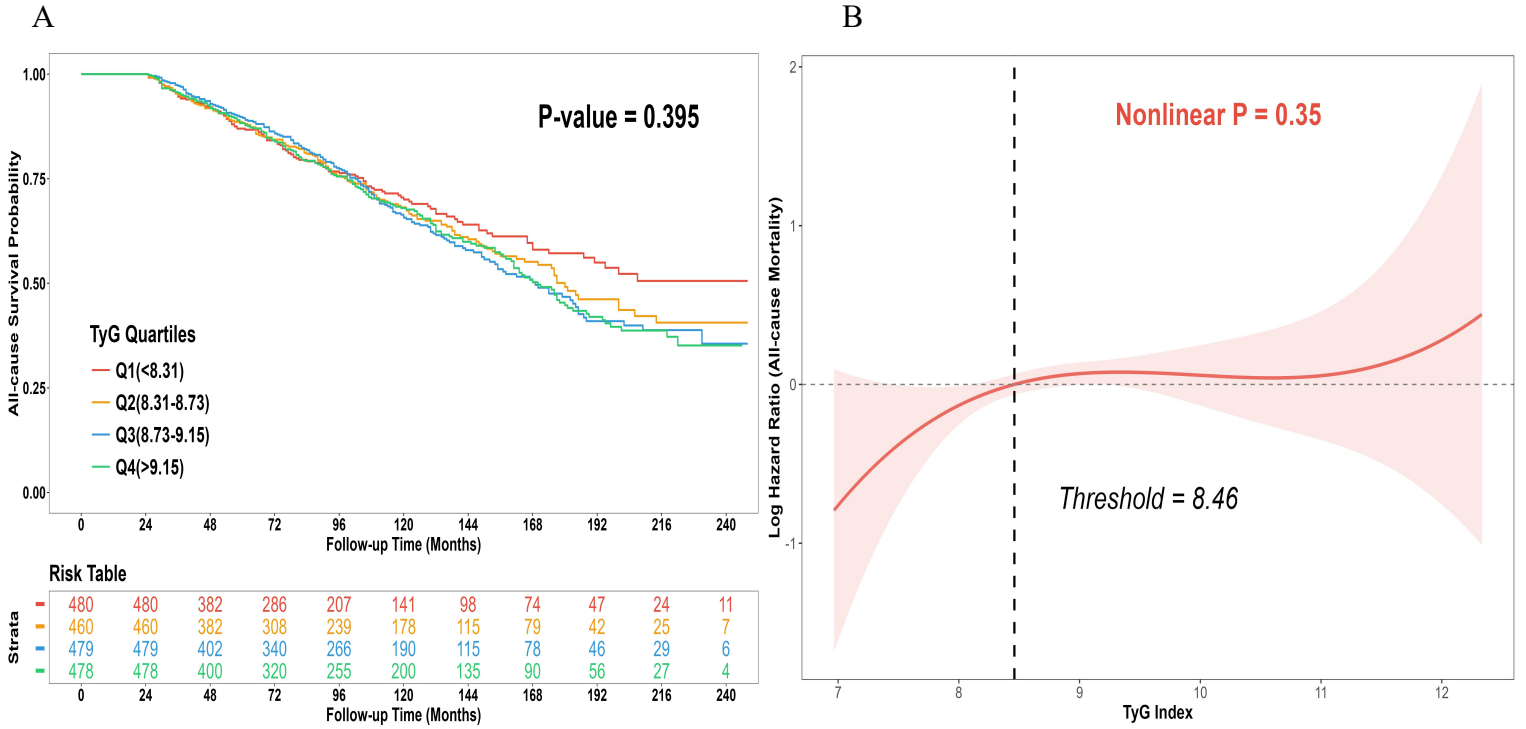 A
All-cause Survival Probability
1.00
0.75
0.50
0.25
0.00
P-value = 0.395
TyG Quartiles
Q1(<8.31)
Q2(8.31-8.73)
Q3(8.73-9.15)
Q4(>9.15)
0 24 48 72 96 120 144 168 192 216 240
Follow-up Time (Months)
Risk Table
Strata
480 480 382 286 207 141 98 74 47 24 11
460 460 382 308 239 178 115 79 42 25 7
479 479 402 340 266 190 115 78 46 29 6
478 478 400 320 255 200 135 90 56 27 4
0 24 48 72 96 120 144 168 192 216 240
Follow-up Time (Months)
B
Log Hazard Ratio (All-cause Mortality)
2
1
0
-1
Nonlinear P = 0.35
Threshold = 8.46
7 8 9 10 11 12
TyG Index